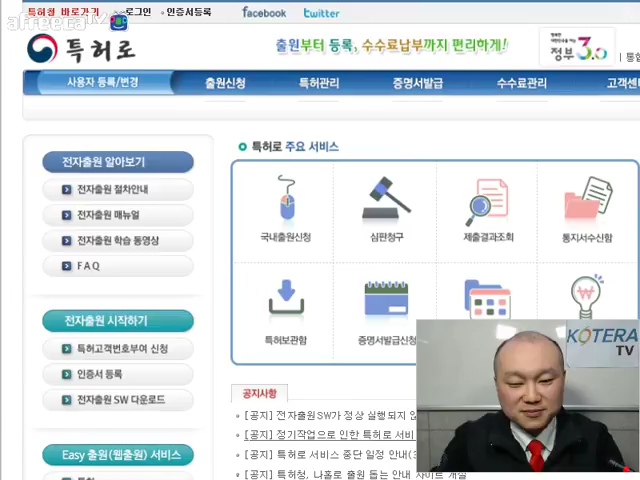 특허청 바로가기 로그인 인증서등록 facebook twitter
afreecaTV
특허로 출원부터 등록, 수수료납부까지 편리하게! 정부3.0 통합
사용자 등록/변경 출원신청 특허관리 증명서발급 수수료관리 고객센
특허로 주요 서비스
전자출원 알아보기
전자출원 절차안내
전자출원 매뉴얼
전자출원 학습 동영상
FAQ
국내출원신청 심판청구 제출결과조회 통지서수신함
전자출원 시작하기
특허고객번호부여 신청
인증서 등록
전자출원 SW 다운로드
특허보관함 증명서발급신청
KOTERA
TV
공지사항
[공지] 전자출원SW가 정상 실행되지 않
[공지] 정기작업으로 인한 특허로 서비
[공지] 특허로 서비스 중단 일정 안내(3
[공지] 특허청, 나홀로 출원 돕는 안내 사이트 개설
Easy 출원(웹출원) 서비스